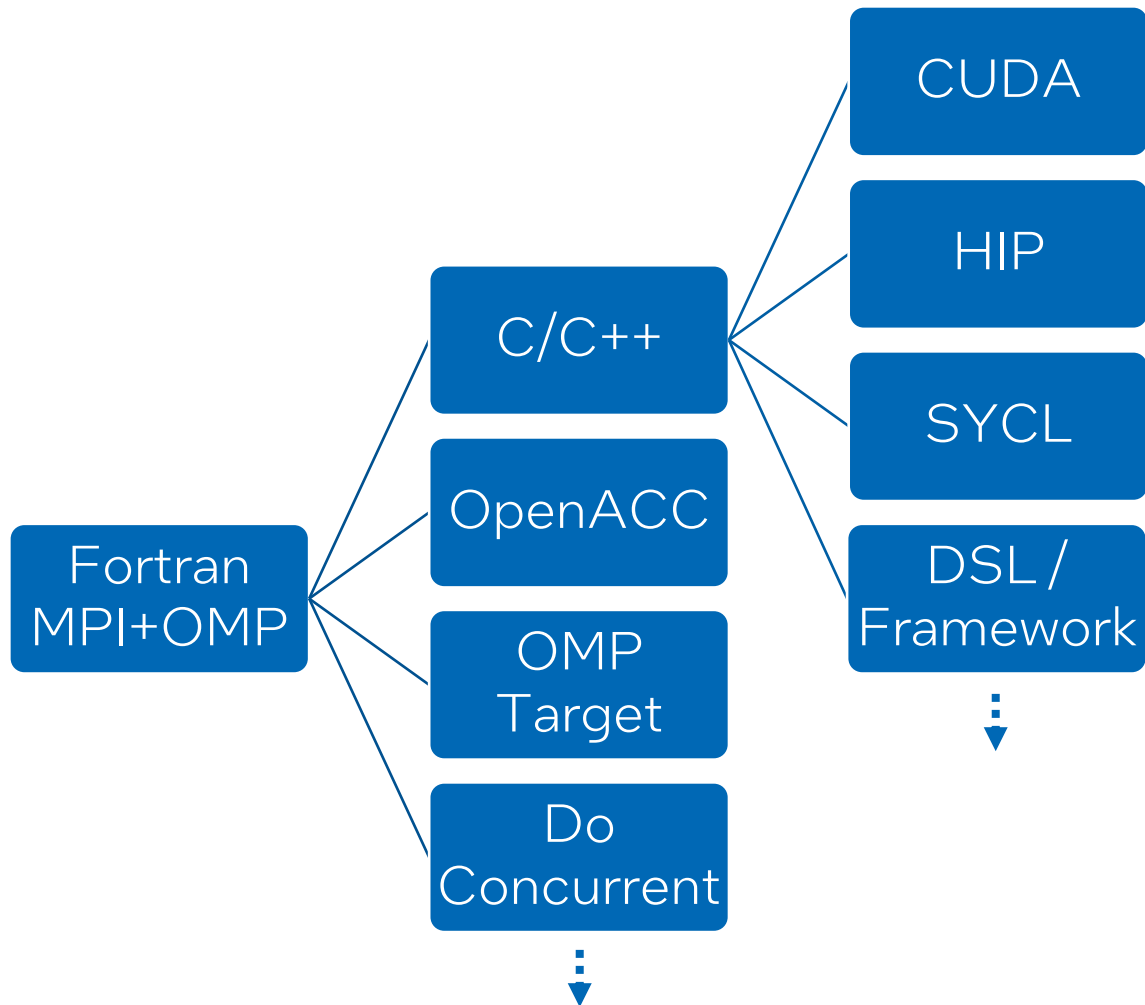 Fortran
MPI+OMP
C/C++
OpenACC
OMP
Target
Do
Concurrent
CUDA
HIP
SYCL
DSL /
Framework